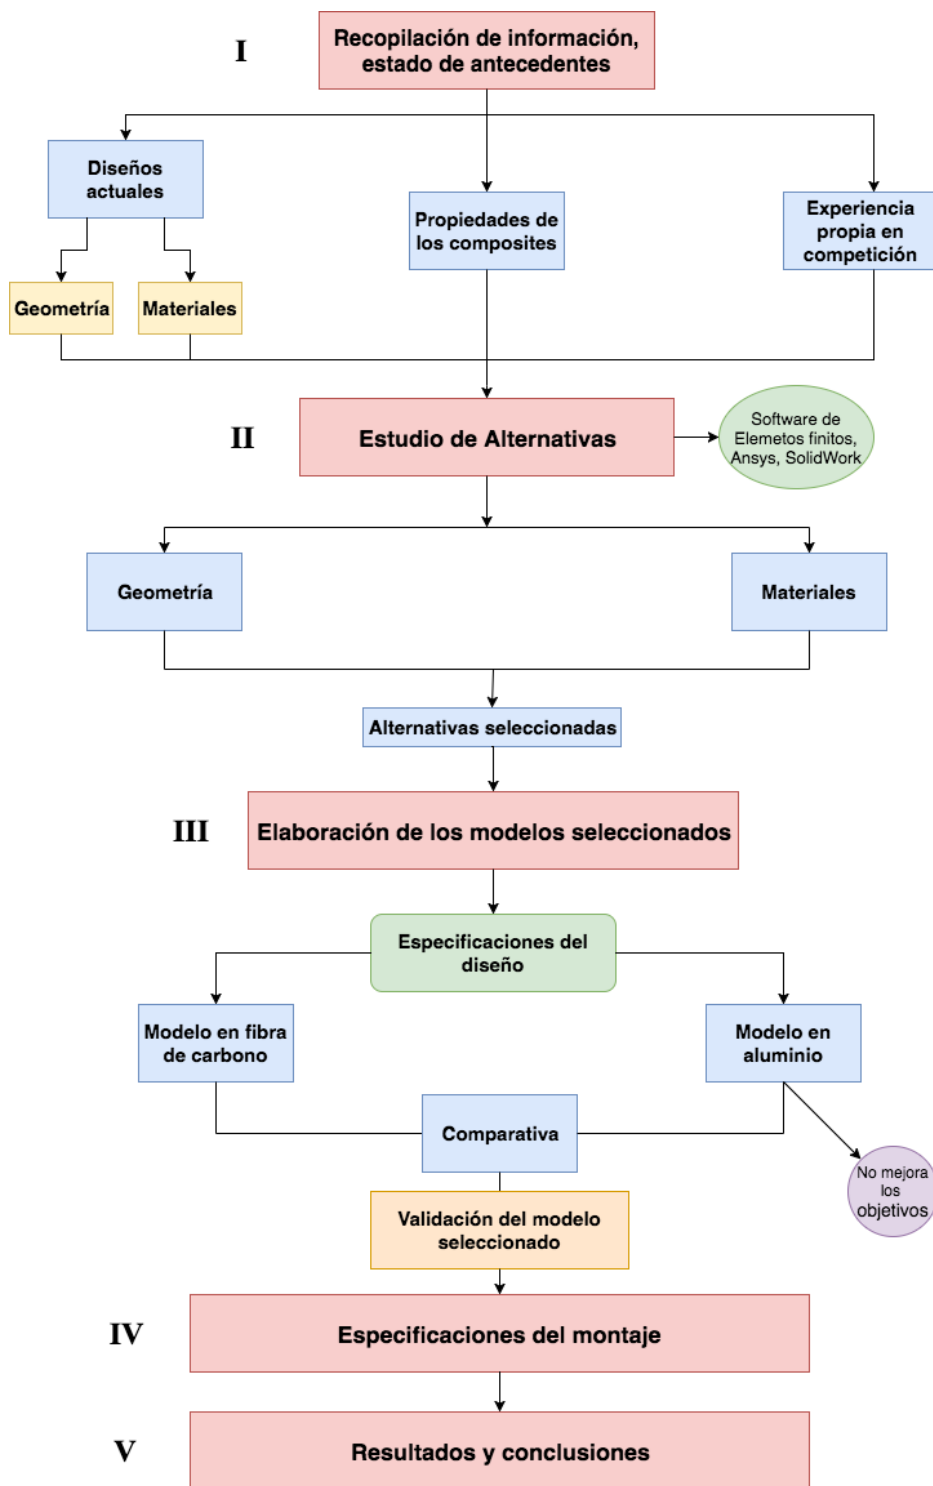 I
Recopilación de información,
estado de antecedentes
Diseños
actuales
Propiedades de
los composites
Experiencia
propia en
competición
Geometría
Materiales
II
Estudio de Alternativas
Software de
Elemetos finitos,
Ansys, SolidWork
Geometría
Materiales
Alternativas seleccionadas
III
Elaboración de los modelos seleccionados
Especificaciones del
diseño
Modelo en fibra
de carbono
Modelo en
aluminio
Comparativa
No mejora
los
objetivos
Validación del modelo
seleccionado
IV
Especificaciones del montaje
V
Resultados y conclusiones